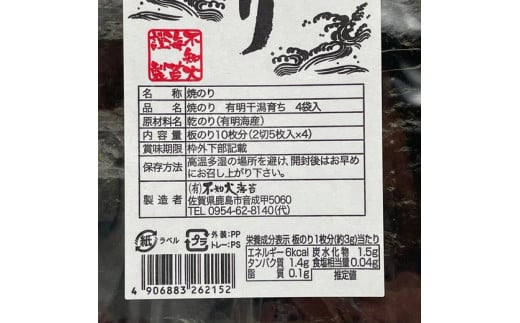 り
名称 焼のり
品名 焼のり 有明干潟育ち 4袋入
原材料名 乾のり(有明海産)
内容量 板のり10枚分(2切5枚入×4)
賞味期限 枠外下部記載
保存方法 高温多湿の場所を避け、開封後はお早め
にお召し上がり下さい。
製造者 (有)不知火海苔
佐賀県鹿島市音成甲5060
TEL 0954-62-8140(代)
紙 ラベル
プラ 外装:PP
トレー:PS
4 906883 262152
栄養成分表示 板のり1枚分(約3g)当たり
エネルギー6kcal 炭水化物 1.5g
タンパク質 1.4g 食塩相当量0.04g
脂質 0.1g 推定値